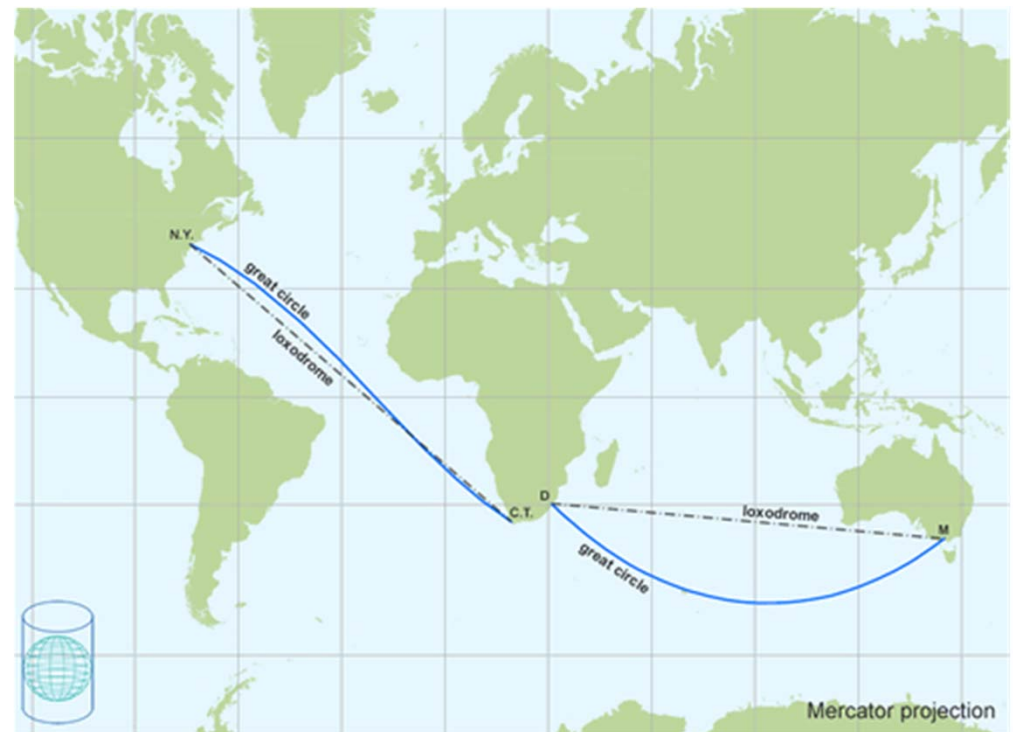 N.Y.
great circle
loxodrome
C.T.
D
loxodrome
M
great circle
Mercator projection